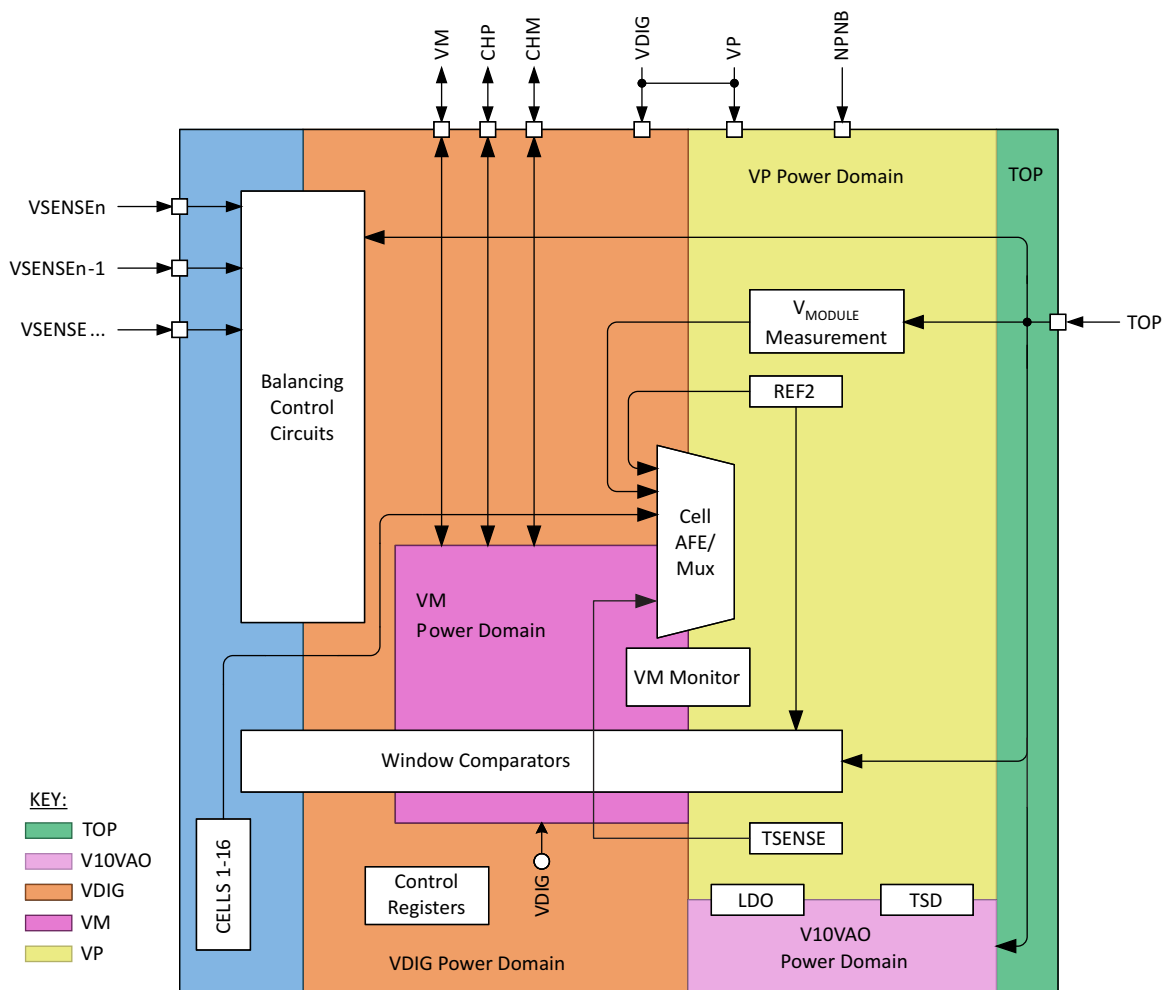 VM
CHP
CHM
VDIG
VP
NPNB
VP Power Domain
TOP
VSENSEn
VSENSEn-1
VSENSE...
Balancing
Control
Circuits
V_MODULE
Measurement
TOP
REF2
Cell
AFE/
Mux
VM
Power Domain
VM Monitor
Window Comparators
KEY:
TOP
V10VAO
VDIG
VM
VP
CELLS 1-16
Control
Registers
VDIG
TSENSE
LDO
TSD
VDIG Power Domain
V10VAO
Power Domain